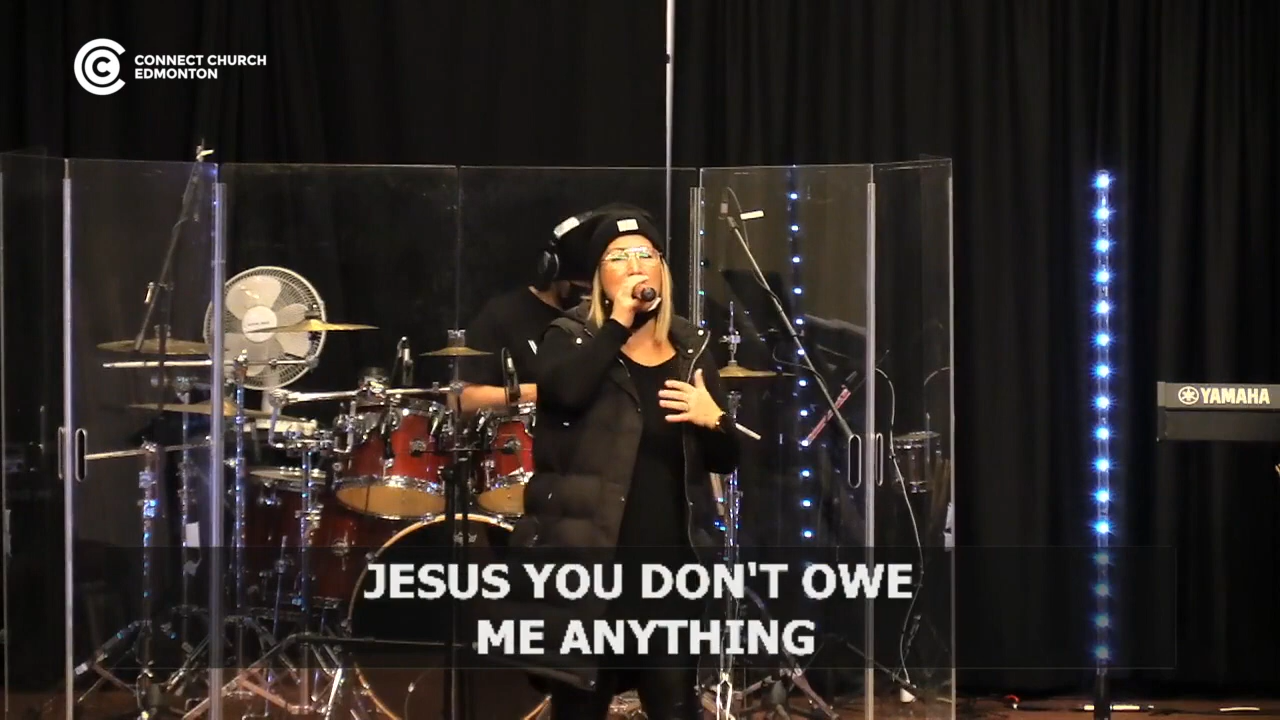 CONNECT CHURCH
EDMONTON
YAMAHA
JESUS YOU DON'T OWE
ME ANYTHING